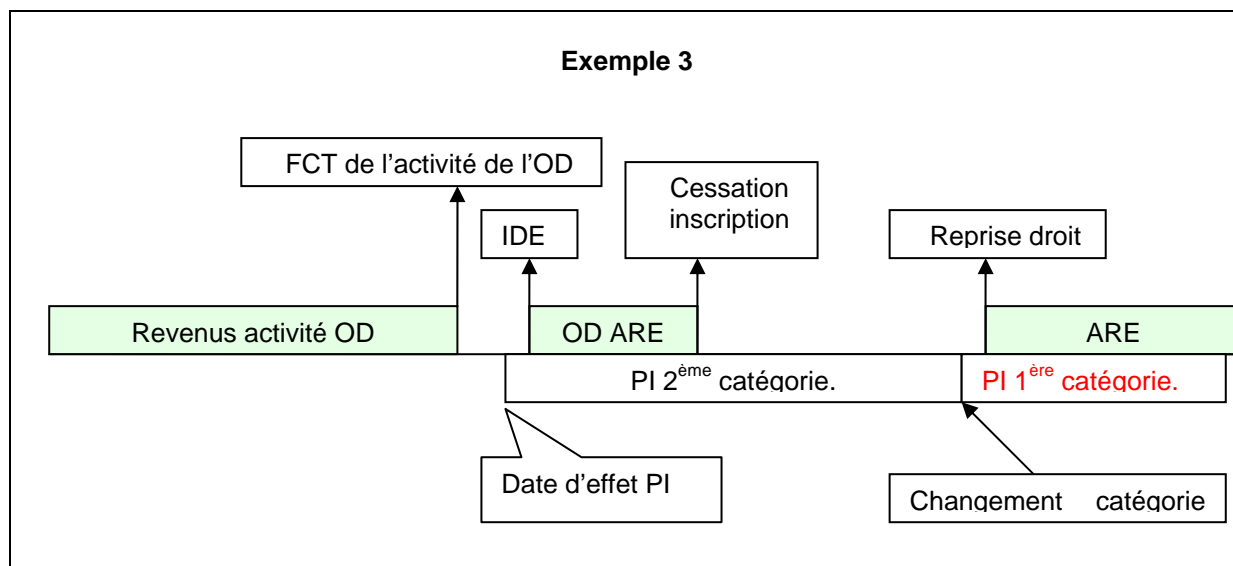 Exemple 3
FCT de l'activité de l'OD
Cessation
inscription
IDE
Reprise droit
Revenus activité OD
OD ARE
ARE
PI 2ème catégorie.
PI 1ère catégorie.
Date d'effet PI
Changement catégorie